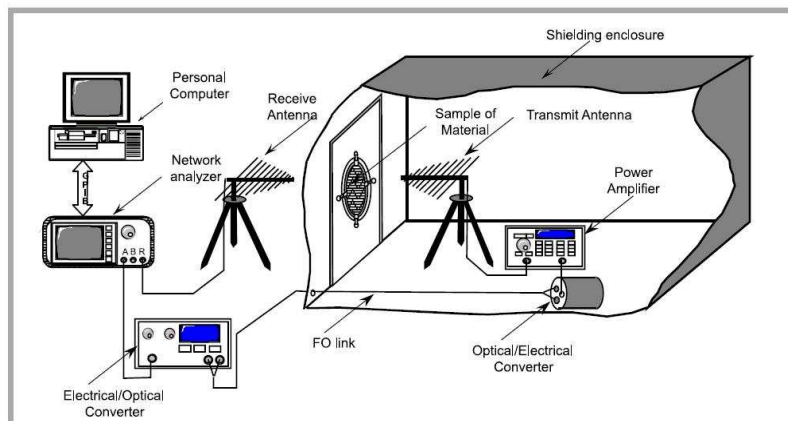 Shielding enclosure
Personal
Computer
Receive
Antenna
Sample of
Material
Transmit Antenna
Network
analyzer
Power
Amplifier
GPIB
A B R
FO link
Optical/Electrical
Converter
Electrical/Optical
Converter